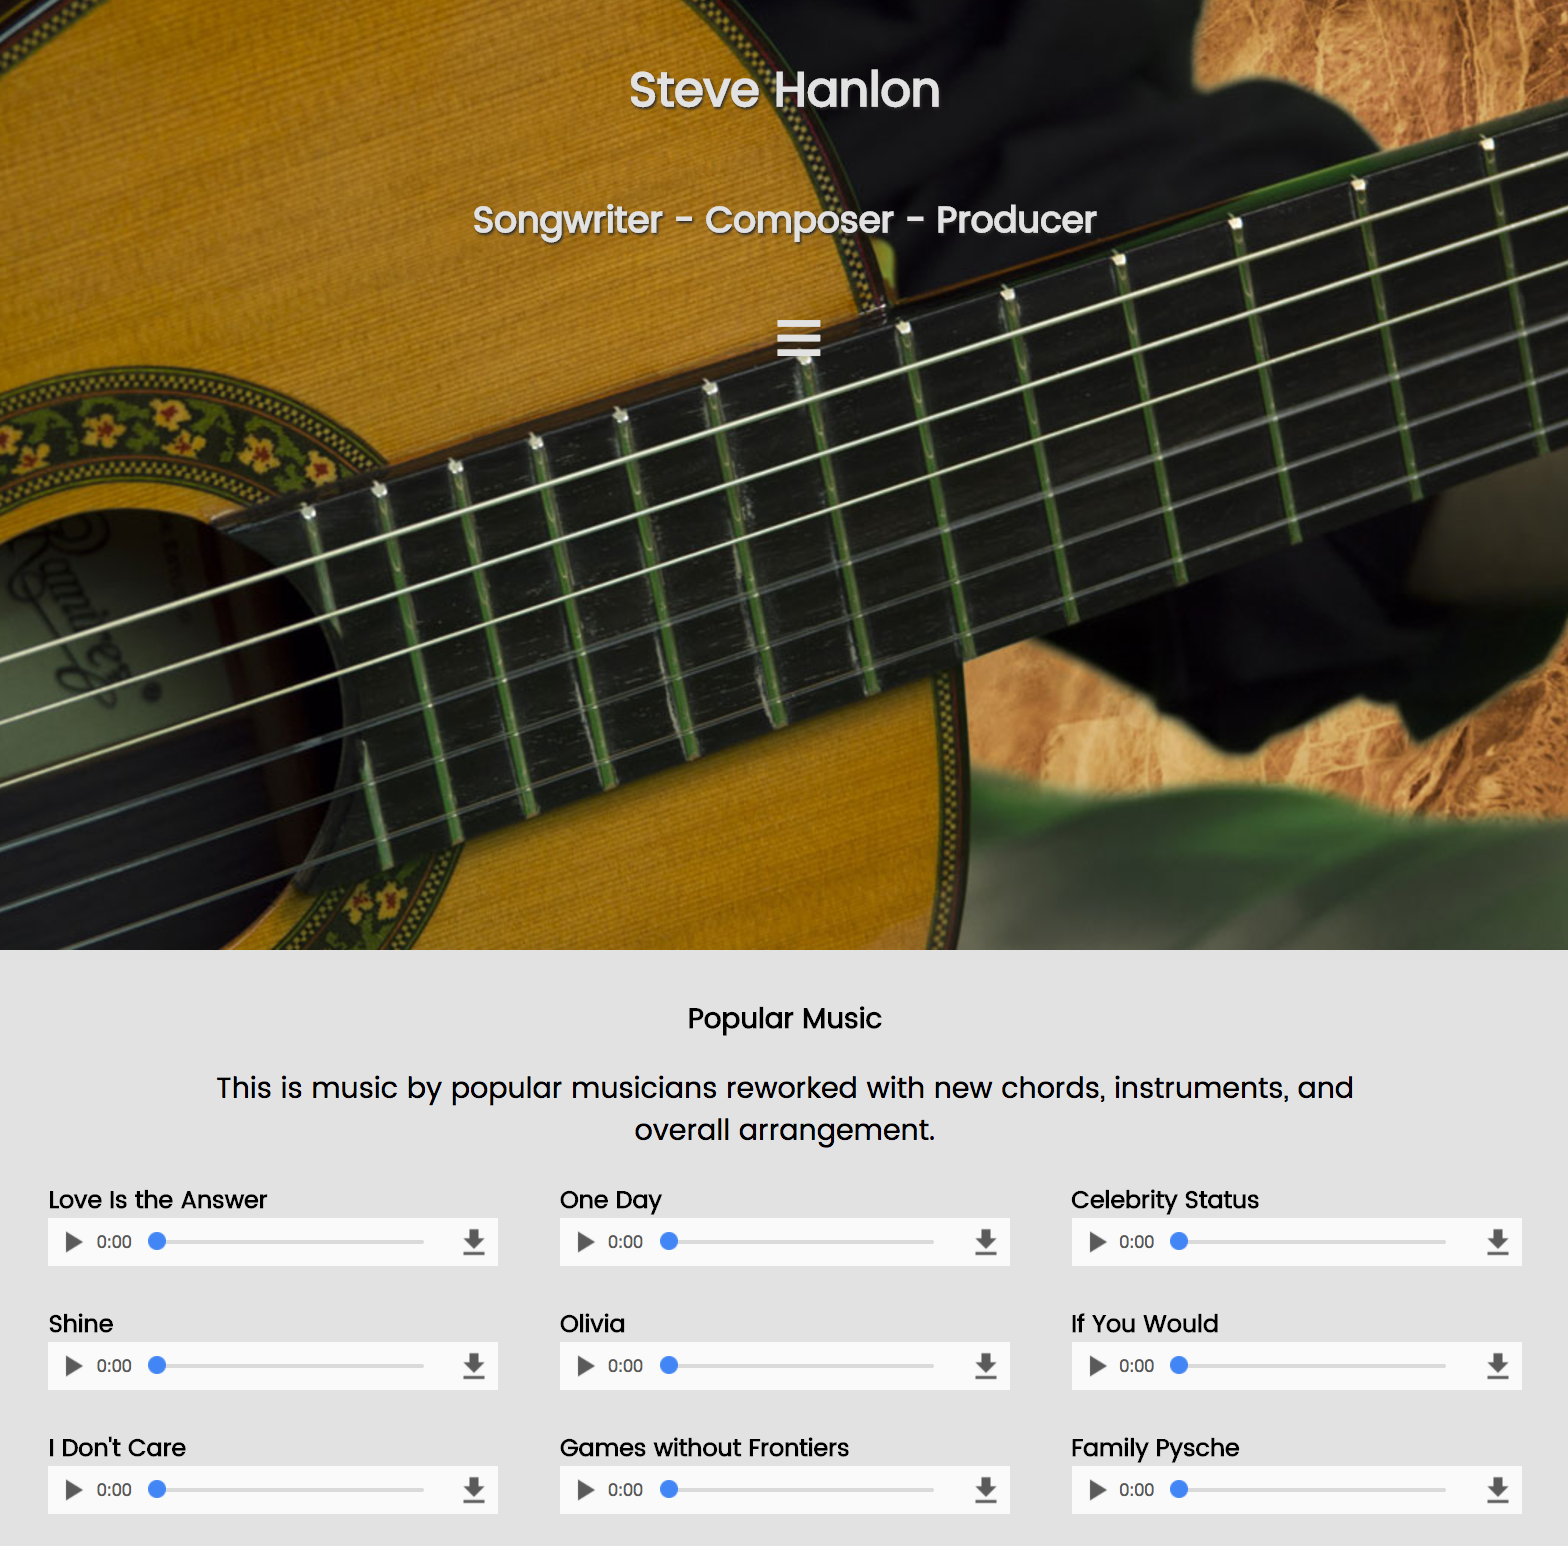 Steve Hanlon
Songwriter - Composer - Producer
Ramirez
Popular Music
This is music by popular musicians reworked with new chords, instruments, and
overall arrangement.
Love Is the Answer
One Day
Celebrity Status
0:00
0:00
0:00
Shine
Olivia
If You Would
0:00
0:00
0:00
I Don't Care
Games without Frontiers
Family Pysche
0:00
0:00
0:00